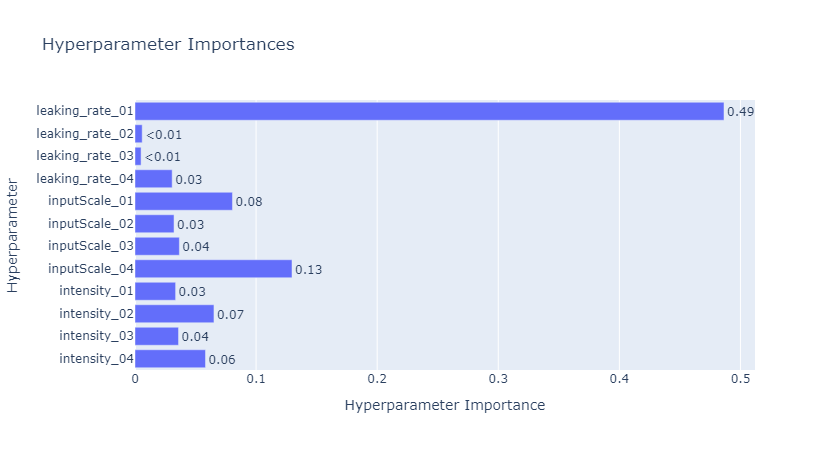 Hyperparameter Importances
Hyperparameter
leaking_rate_01 0.49
leaking_rate_02 <0.01
leaking_rate_03 <0.01
leaking_rate_04 0.03
inputScale_01 0.08
inputScale_02 0.03
inputScale_03 0.04
inputScale_04 0.13
intensity_01 0.03
intensity_02 0.07
intensity_03 0.04
intensity_04 0.06
0 0.1 0.2 0.3 0.4 0.5
Hyperparameter Importance